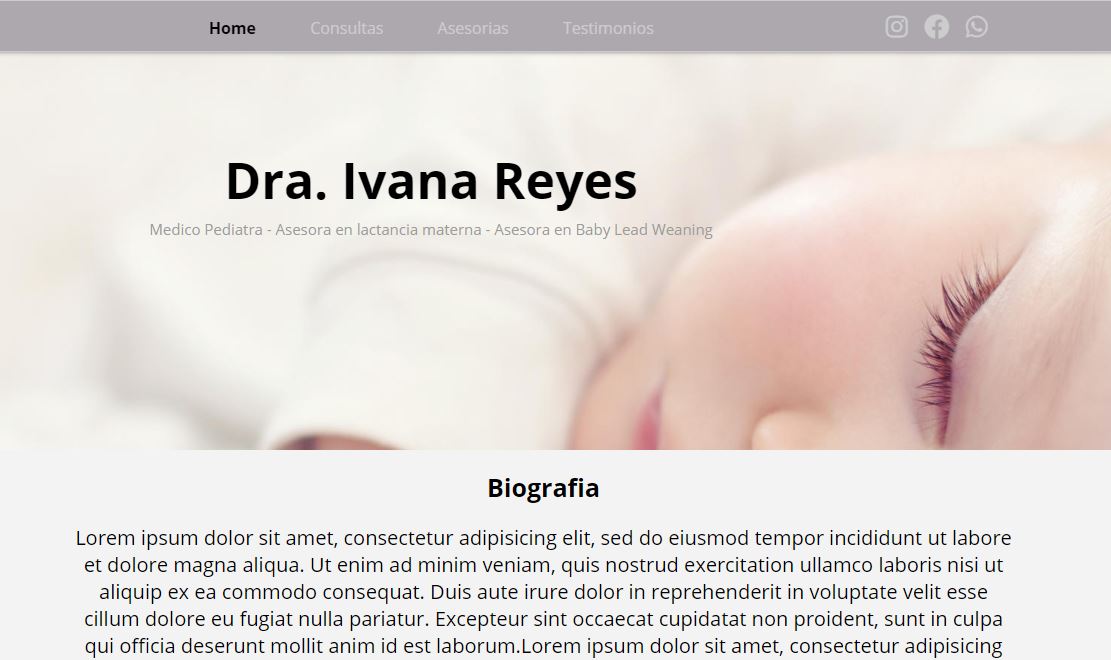 Home Consultas Asesorias Testimonios
Dra. Ivana Reyes
Medico Pediatra - Asesora en lactancia materna - Asesora en Baby Lead Weaning
Biografia
Lorem ipsum dolor sit amet, consectetur adipisicing elit, sed do eiusmod tempor incididunt ut labore
et dolore magna aliqua. Ut enim ad minim veniam, quis nostrud exercitation ullamco laboris nisi ut
aliquip ex ea commodo consequat. Duis aute irure dolor in reprehenderit in voluptate velit esse
cillum dolore eu fugiat nulla pariatur. Excepteur sint occaecat cupidatat non proident, sunt in culpa
qui officia deserunt mollit anim id est laborum.Lorem ipsum dolor sit amet, consectetur adipisicing